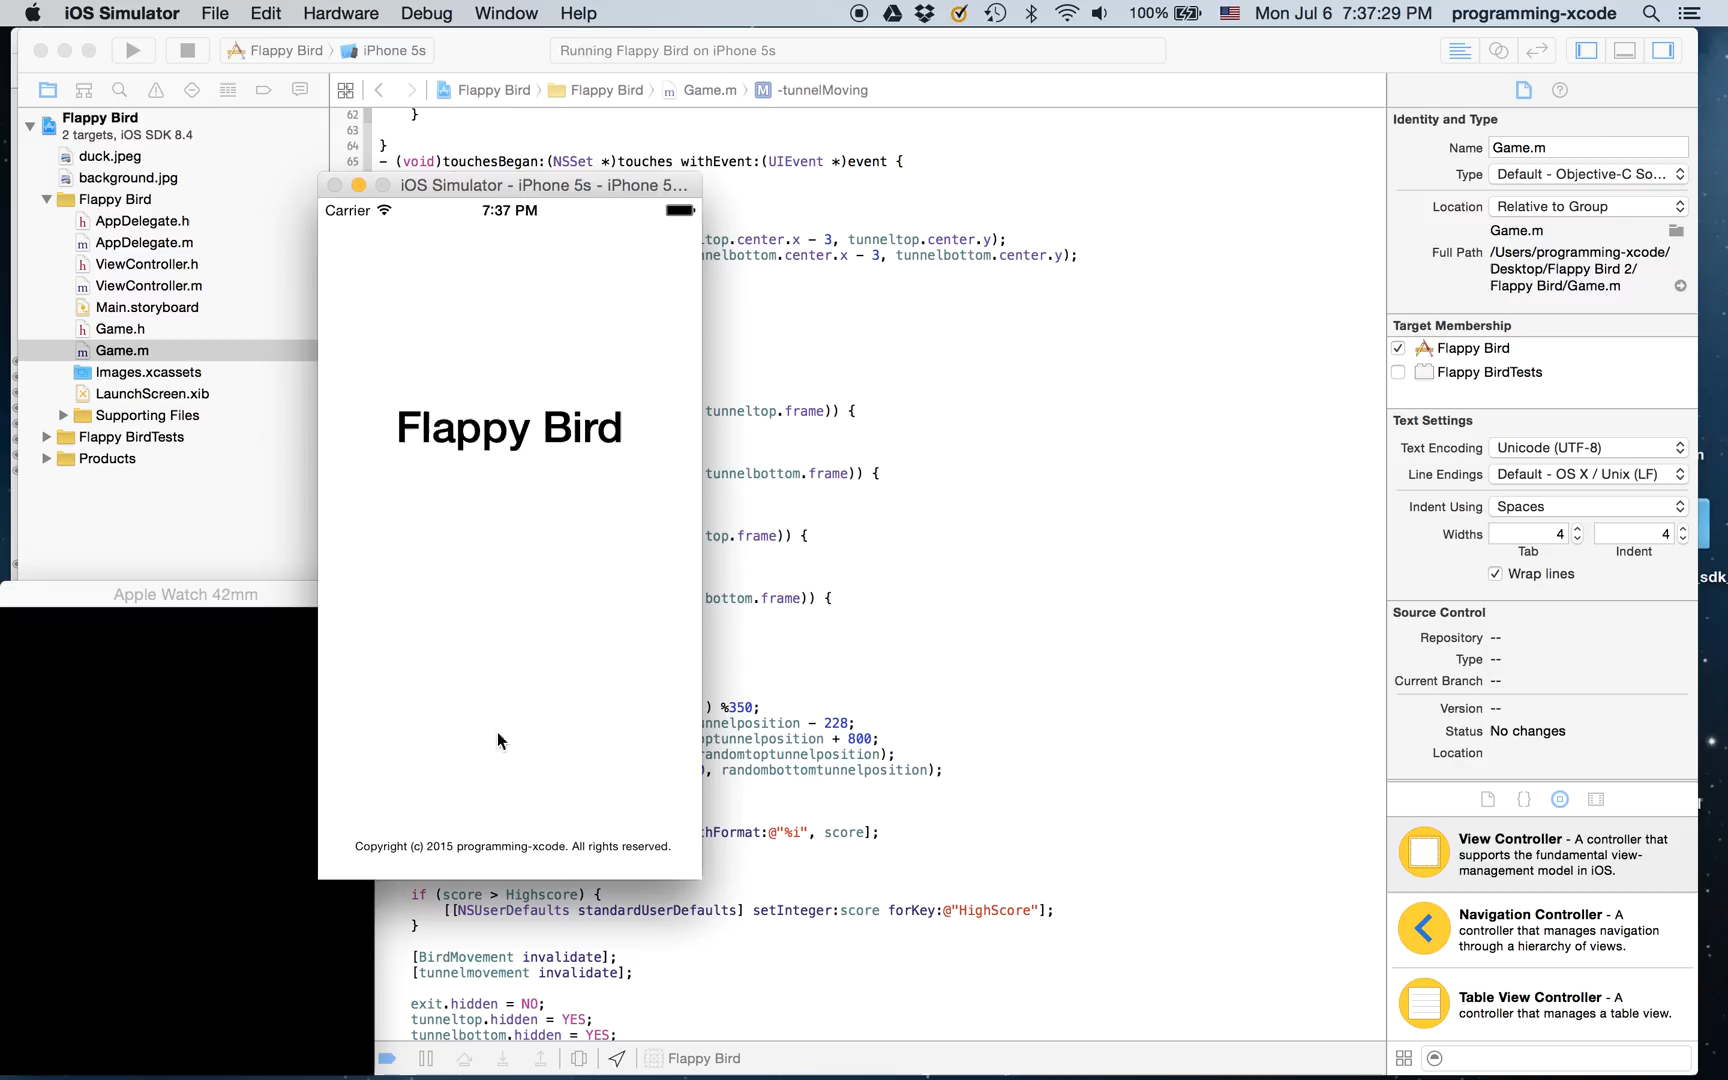 iOS Simulator File Edit Hardware Debug Window Help 100% Mon Jul 6 7:37:29 PM programming-xcode
Flappy Bird iPhone 5s Running Flappy Bird on iPhone 5s
Flappy Bird Flappy Bird Game.m M -tunnelMoving
Flappy Bird
2 targets, iOS SDK 8.4
duck.jpeg
background.jpg
Flappy Bird
h AppDelegate.h
m AppDelegate.m
h ViewController.h
m ViewController.m
Main.storyboard
h Game.h
m Game.m
Images.xcassets
LaunchScreen.xib
Supporting Files
Flappy BirdTests
Products
Apple Watch 42mm
62 }
63
64 }
65 - (void)touchesBegan:(NSSet *)touches withEvent:(UIEvent *)event {
iOS Simulator - iPhone 5s - iPhone 5...
Carrier 7:37 PM
Flappy Bird
Copyright (c) 2015 programming-xcode. All rights reserved.
top.center.x - 3, tunneltop.center.y);
nelbottom.center.x - 3, tunnelbottom.center.y);
tunneltop.frame)) {
tunnelbottom.frame)) {
top.frame)) {
bottom.frame)) {
) %350;
nnelposition - 228;
ptunnelposition + 800;
randomtoptunnelposition);
, randombottomtunnelposition);
hFormat:@"%i", score];
if (score > Highscore) {
[[NSUserDefaults standardUserDefaults] setInteger:score forKey:@"HighScore"];
}
[BirdMovement invalidate];
[tunnelmovement invalidate];
exit.hidden = NO;
tunneltop.hidden = YES;
tunnelbottom.hidden = YES;
Flappy Bird
Identity and Type
Name Game.m
Type Default - Objective-C So...
Location Relative to Group
Game.m
Full Path /Users/programming-xcode/
Desktop/Flappy Bird 2/
Flappy Bird/Game.m
Target Membership
Flappy Bird
Flappy BirdTests
Text Settings
Text Encoding Unicode (UTF-8)
Line Endings Default - OS X / Unix (LF)
Indent Using Spaces
Widths 4 4
Tab Indent
Wrap lines
Source Control
Repository --
Type --
Current Branch --
Version --
Status No changes
Location
{}
View Controller - A controller that
supports the fundamental view-
management model in iOS.
Navigation Controller - A
controller that manages navigation
through a hierarchy of views.
Table View Controller - A
controller that manages a table view.
_sdk_